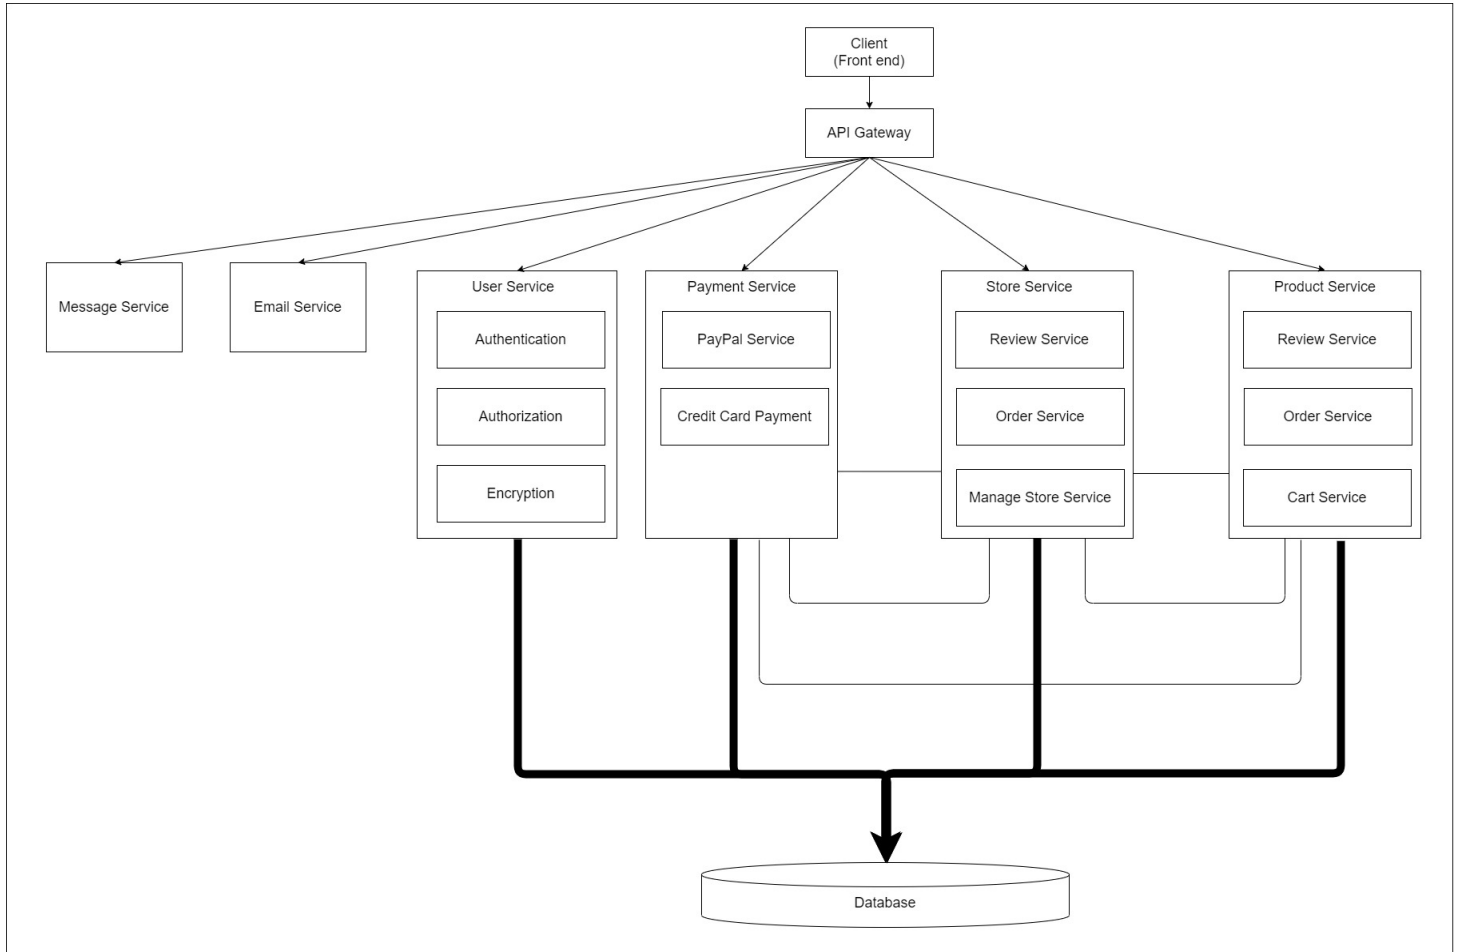 Client
(Front end)
API Gateway
Message Service
Email Service
User Service
Authentication
Authorization
Encryption
Payment Service
PayPal Service
Credit Card Payment
Store Service
Review Service
Order Service
Manage Store Service
Product Service
Review Service
Order Service
Cart Service
Database